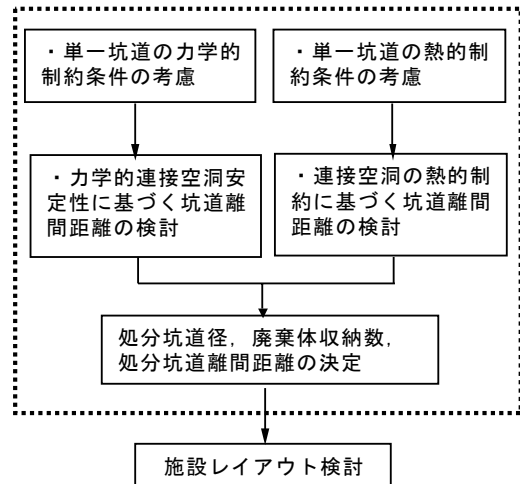 ・単一坑道の力学的
制約条件の考慮
・単一坑道の熱的制
約条件の考慮
・力学的連接空洞安
定性に基づく坑道離
間距離の検討
・連接空洞の熱的制
約に基づく坑道離間
距離の検討
処分坑道径，廃棄体収納数，
処分坑道離間距離の決定
施設レイアウト検討